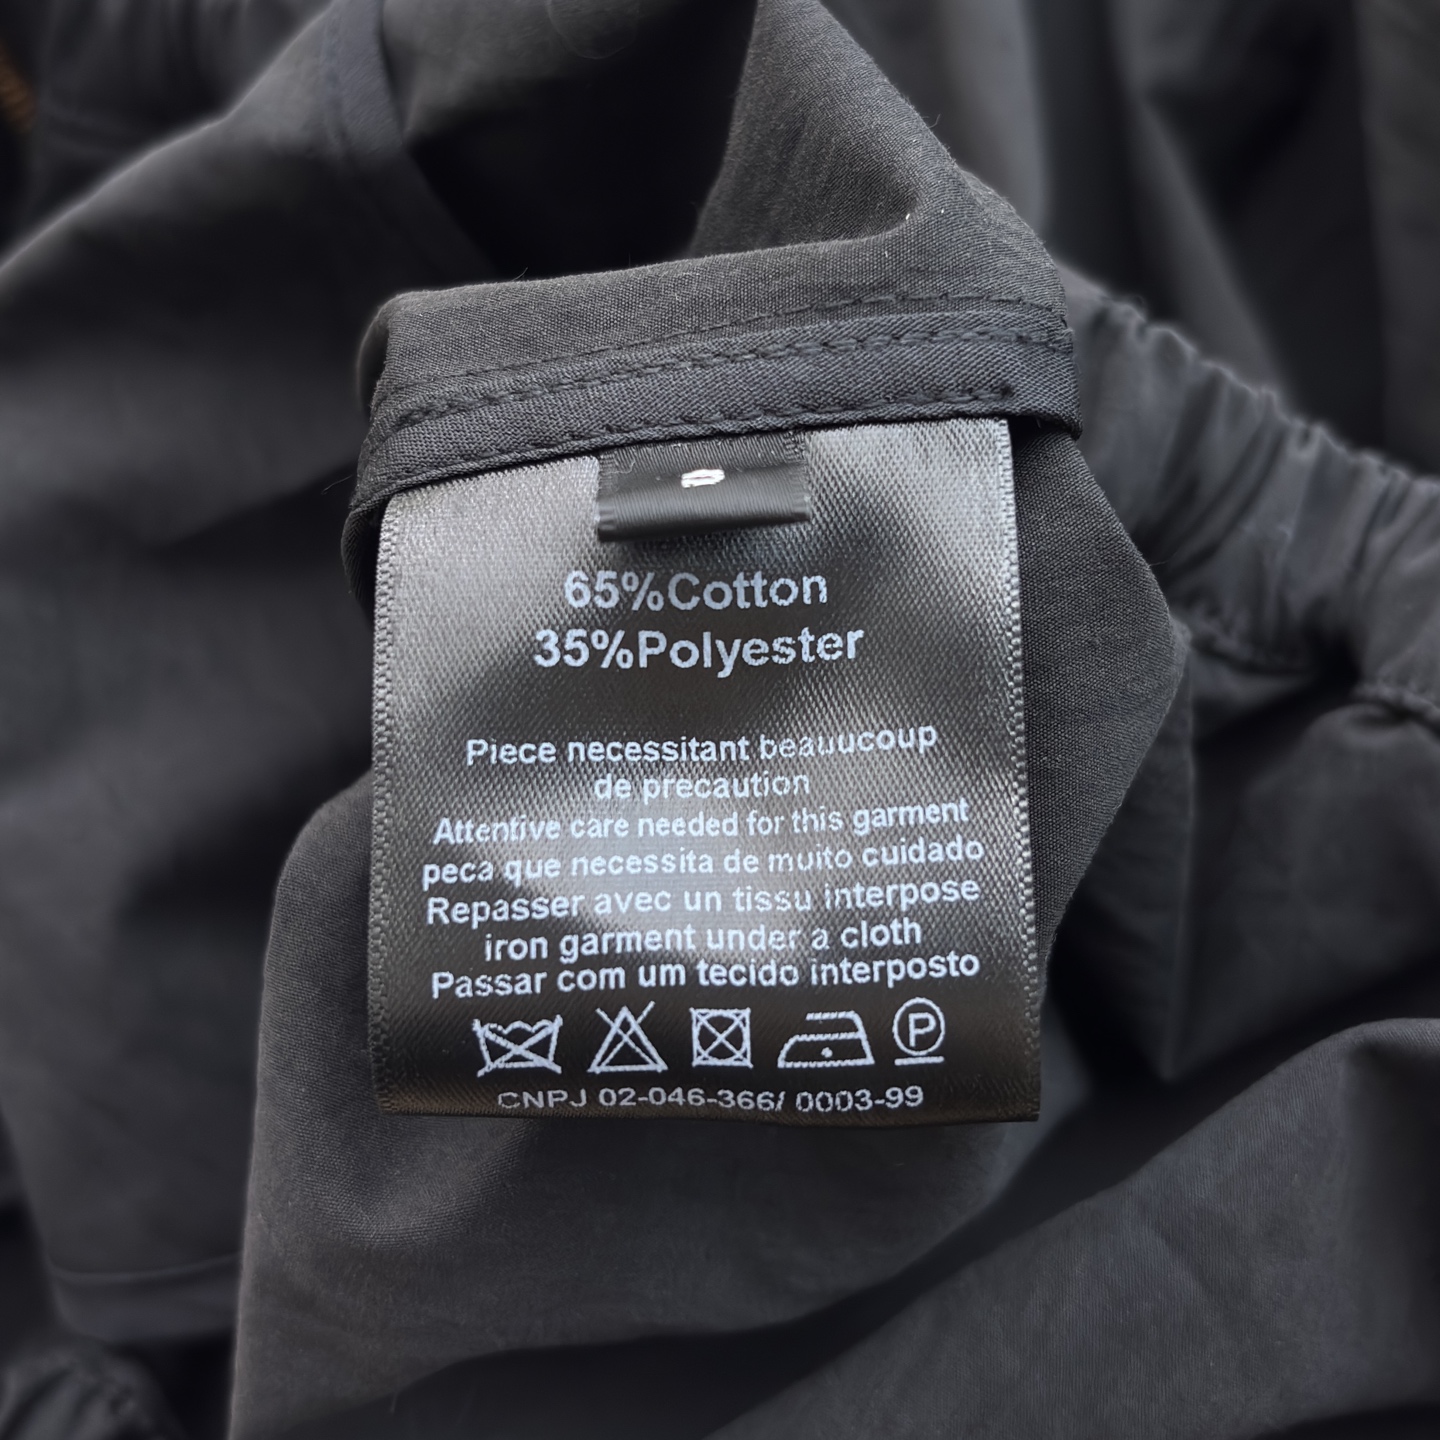 0
65%Cotton
35%Polyester
Piece necessitant beauucoup
de precaution
Attentive care needed for this garment
peca que necessita de muito cuidado
Repasser avec un tissu interpose
iron garment under a cloth
Passar com um tecido interposto
P
CNPJ 02-046-366/ 0003-99